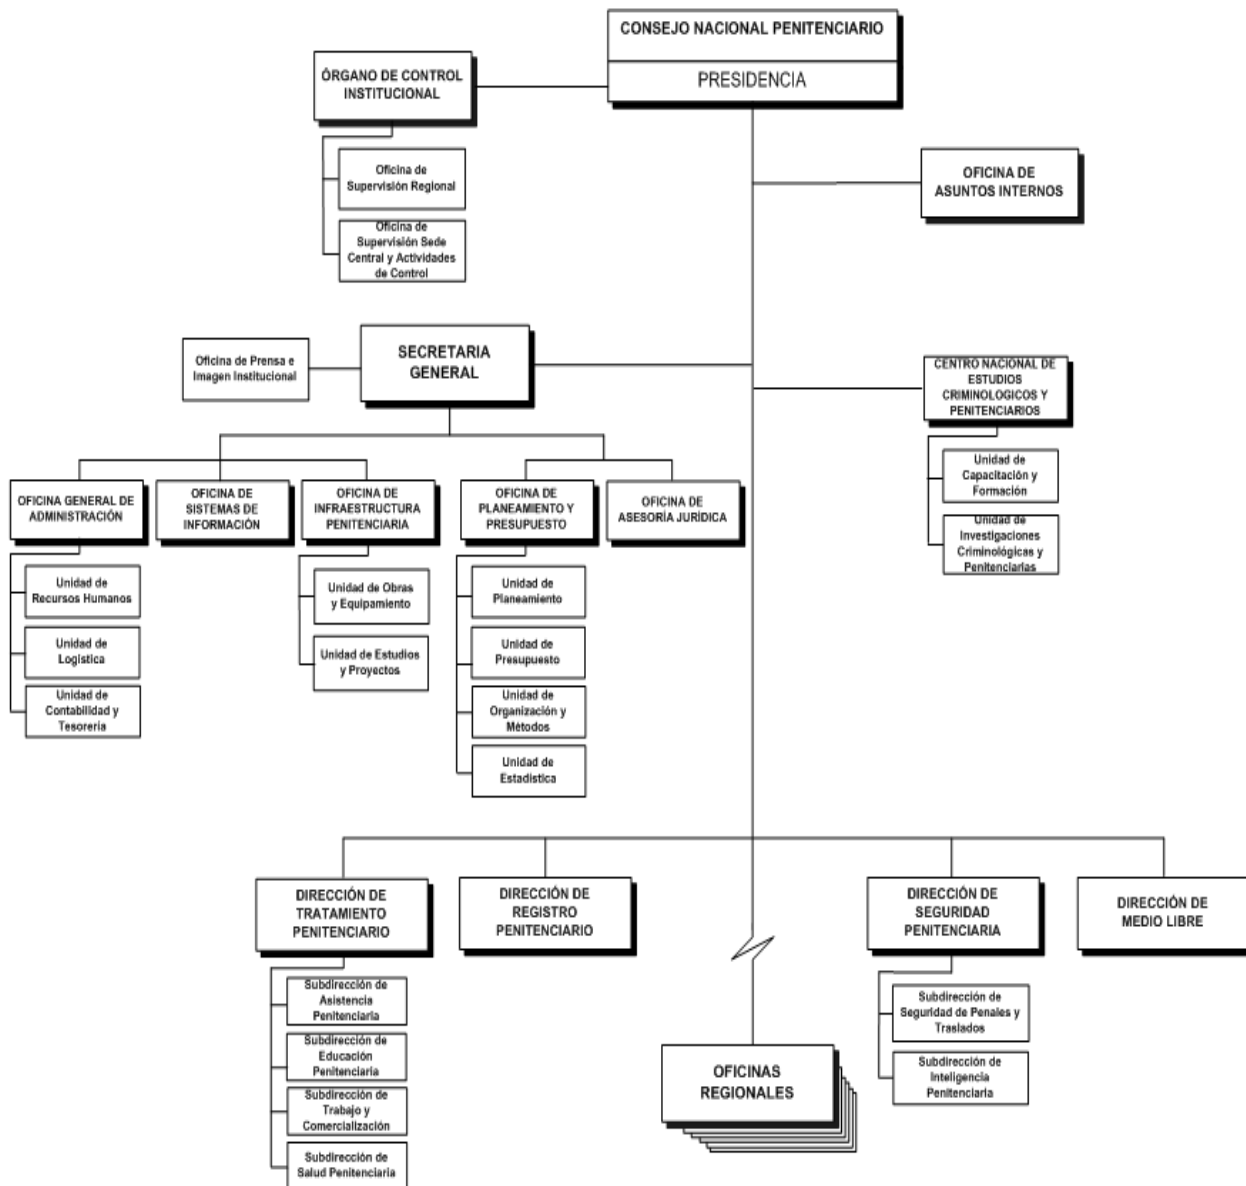 CONSEJO NACIONAL PENITENCIARIO
PRESIDENCIA
ÓRGANO DE CONTROL
INSTITUCIONAL
Oficina de
Supervisión Regional
Oficina de
Supervisión Sede
Central y Actividades
de Control
OFICINA DE
ASUNTOS INTERNOS
Oficina de Prensa e
Imagen Institucional
SECRETARIA
GENERAL
CENTRO NACIONAL DE
ESTUDIOS
CRIMINOLOGICOS Y
PENITENCIARIOS
Unidad de
Capacitación y
Formación
Unidad de
Investigaciones
Criminológicas y
Penitenciarias
OFICINA GENERAL DE
ADMINISTRACIÓN
Unidad de
Recursos Humanos
Unidad de
Logística
Unidad de
Contabilidad y
Tesorería
OFICINA DE
SISTEMAS DE
INFORMACIÓN
OFICINA DE
INFRAESTRUCTURA
PENITENCIARIA
Unidad de Obras
y Equipamiento
Unidad de Estudios
y Proyectos
OFICINA DE
PLANEAMIENTO Y
PRESUPUESTO
Unidad de
Planeamiento
Unidad de
Presupuesto
Unidad de
Organización y
Métodos
Unidad de
Estadística
OFICINA DE
ASESORÍA JURÍDICA
DIRECCIÓN DE
TRATAMIENTO
PENITENCIARIO
Subdirección de
Asistencia
Penitenciaria
Subdirección de
Educación
Penitenciaria
Subdirección de
Trabajo y
Comercialización
Subdirección de
Salud Penitenciaria
DIRECCIÓN DE
REGISTRO
PENITENCIARIO
OFICINAS
REGIONALES
DIRECCIÓN DE
SEGURIDAD
PENITENCIARIA
Subdirección de
Seguridad de Penales y
Traslados
Subdirección de
Inteligencia
Penitenciaria
DIRECCIÓN DE
MEDIO LIBRE